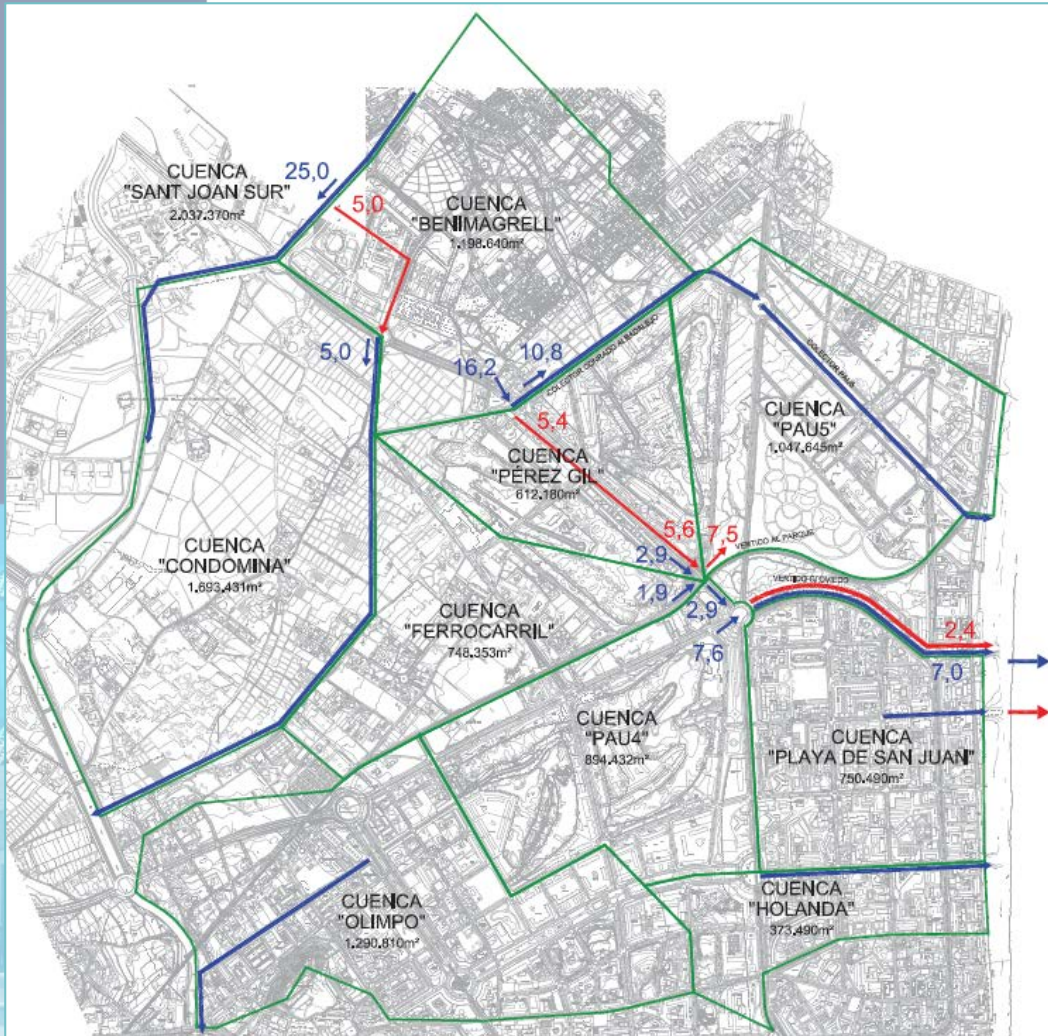 CUENCA
"SANT JOAN SUR"
2.037.370m²
25,0
5,0
CUENCA
"BENIMAGRELL"
1.198.640m²
5,0
16,2
10,8
COLECTOR CONRADO ALBADALEJO
5,4
CUENCA
"PÉREZ GIL"
612.180m²
COLECTOR PAU5
CUENCA
"PAU5"
1.047.645m²
CUENCA
"CONDOMINA"
1.693.431m²
5,6
7,5
VERTIDO AL PARQUE
2,9
1,9
2,9
7,6
CUENCA
"FERROCARRIL"
748.353m²
2,4
7,0
CUENCA
"PAU4"
894.432m²
CUENCA
"PLAYA DE SAN JUAN"
750.490m²
CUENCA
"OLIMPO"
1.290.810m²
CUENCA
"HOLANDA"
373.490m²